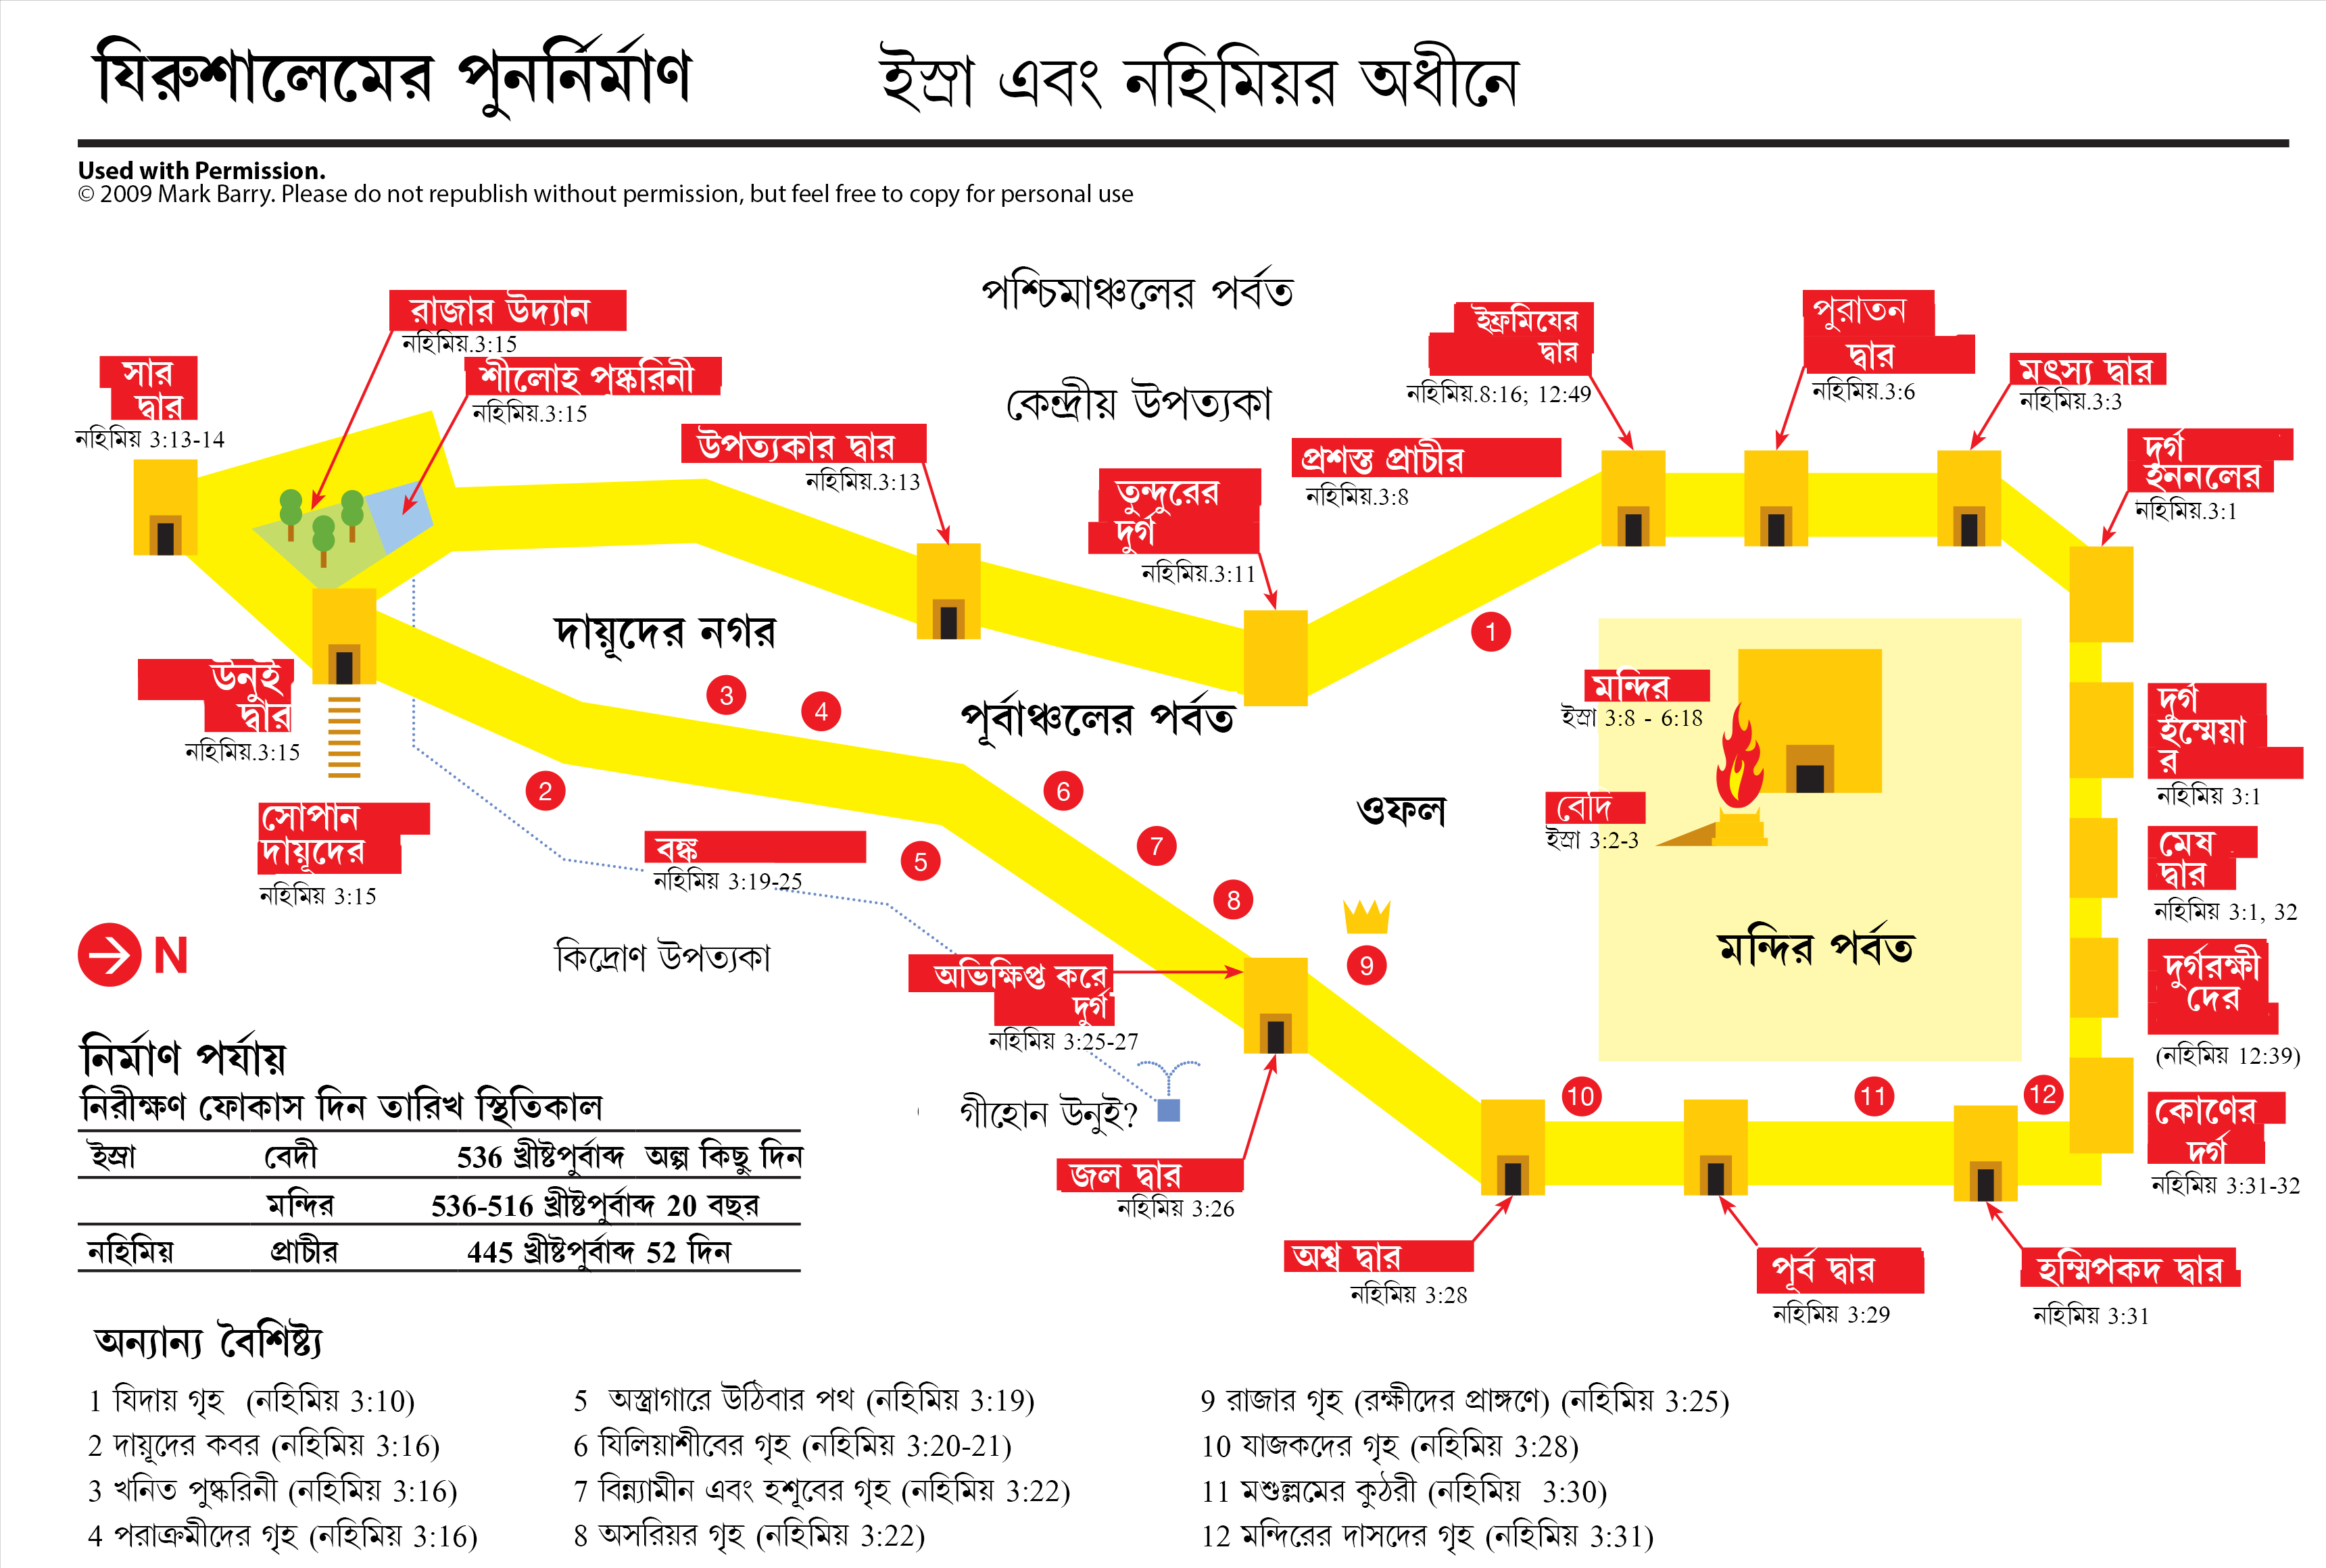 যিরুশালেমের পুনর্নির্মাণ
ইস্রা এবং নহিমিয়র অধীনে
Used with Permission.
© 2009 Mark Barry. Please do not republish without permission, but feel free to copy for personal use
পশ্চিমাঞ্চলের পর্বত
রাজার উদ্যান
নহিমিয়.3:15
ইফ্রমিযের
দ্বার
নহিমিয়.8:16; 12:49
পুরাতন
দ্বার
নহিমিয়.3:6
মৎস্য দ্বার
নহিমিয়.3:3
সার
দ্বার
নহিমিয় 3:13-14
শীলোহ পুষ্করিনী
নহিমিয়.3:15
কেন্দ্রীয় উপত্যকা
উপত্যকার দ্বার
নহিমিয়.3:13
প্রশস্ত প্রাচীর
নহিমিয়.3:8
দুর্গ
হননলের
নহিমিয়.3:1
তুন্দুরের
দুর্গ
নহিমিয়.3:11
দায়ূদের নগর
1
উনুই
দ্বার
নহিমিয়.3:15
3
4
পূর্বাঞ্চলের পর্বত
মন্দির
ইস্রা 3:8 - 6:18
দুর্গ
হম্মেয়া
র
নহিমিয় 3:1
2
6
ওফল
বেদি
ইস্রা 3:2-3
সোপান
দায়ূদের
নহিমিয় 3:15
বঙ্ক
নহিমিয় 3:19-25
5
7
8
মেষ
দ্বার
নহিমিয় 3:1, 32
N
কিদ্রোণ উপত্যকা
অভিক্ষিপ্ত করে
দুর্গ
নহিমিয় 3:25-27
9
মন্দির পর্বত
দুর্গরক্ষী
দের
(নহিমিয় 12:39)
গীহোন উনুই?
10
11
12
কোণের
দুর্গ
নহিমিয় 3:31-32
জল দ্বার
নহিমিয় 3:26
অশ্ব দ্বার
নহিমিয় 3:28
পূর্ব দ্বার
নহিমিয় 3:29
হম্মিপকদ দ্বার
নহিমিয় 3:31
নির্মাণ পর্যায়
নিরীক্ষণ ফোকাস দিন তারিখ স্থিতিকাল
ইস্রা বেদী 536 খ্রীষ্টপুর্বাব্দ অল্প কিছু দিন
মন্দির 536-516 খ্রীষ্টপুর্বাব্দ 20 বছর
নহিমিয় প্রাচীর 445 খ্রীষ্টপুর্বাব্দ 52 দিন
অন্যান্য বৈশিষ্ট্য
1 যিদায় গৃহ (নহিমিয় 3:10)
2 দায়ূদের কবর (নহিমিয় 3:16)
3 খনিত পুষ্করিনী (নহিমিয় 3:16)
4 পরাক্রমীদের গৃহ (নহিমিয় 3:16)
5 অস্ত্রাগারে উঠিবার পথ (নহিমিয় 3:19)
6 যিলিয়াশীবের গৃহ (নহিমিয় 3:20-21)
7 বিন্ন্যামীন এবং হশূবের গৃহ (নহিমিয় 3:22)
8 অসরিয়র গৃহ (নহিমিয় 3:22)
9 রাজার গৃহ (রক্ষীদের প্রাঙ্গণে) (নহিমিয় 3:25)
10 যাজকদের গৃহ (নহিমিয় 3:28)
11 মশুল্লমের কুঠরী (নহিমিয় 3:30)
12 মন্দিরের দাসদের গৃহ (নহিমিয় 3:31)